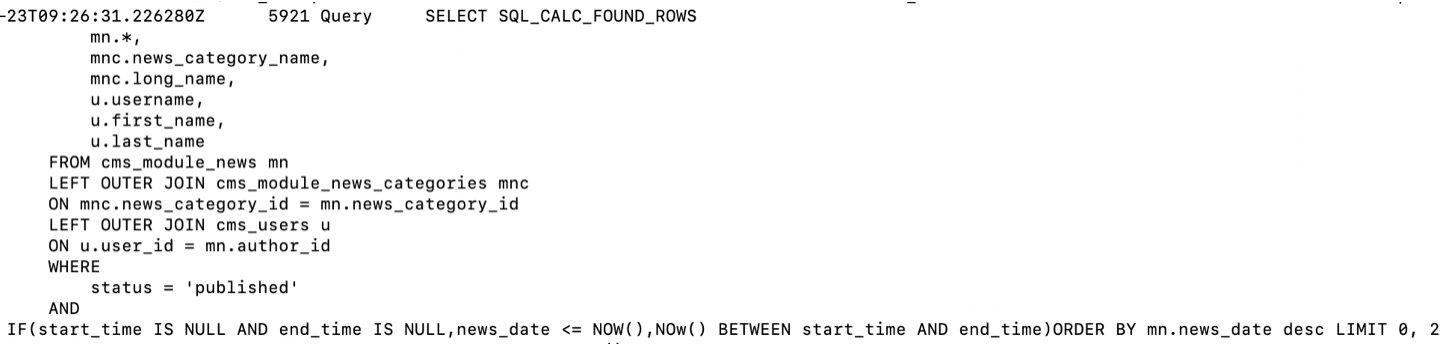 -23T09:26:31.226280Z 5921 Query SELECT SQL_CALC_FOUND_ROWS
mn.*,
mnc.news_category_name,
mnc.long_name,
u.username,
u.first_name,
u.last_name
FROM cms_module_news mn
LEFT OUTER JOIN cms_module_news_categories mnc
ON mnc.news_category_id = mn.news_category_id
LEFT OUTER JOIN cms_users u
ON u.user_id = mn.author_id
WHERE
status = 'published'
AND
IF(start_time IS NULL AND end_time IS NULL,news_date <= NOW(),NOw() BETWEEN start_time AND end_time)ORDER BY mn.news_date desc LIMIT 0, 2